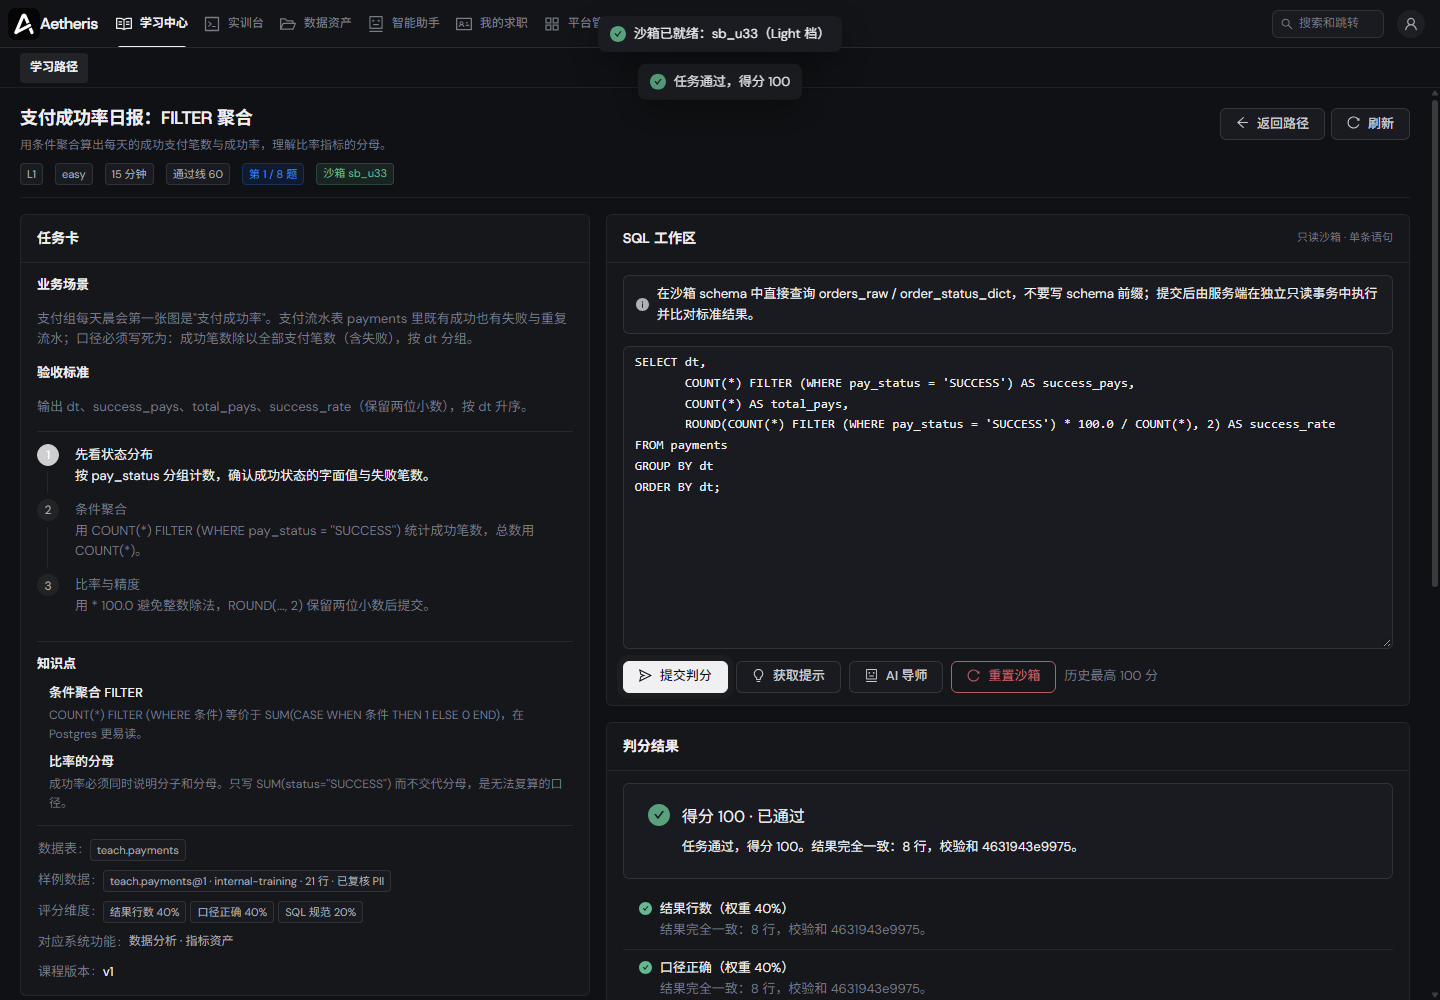 Aetheris
学习中心
实训台
数据资产
智能助手
我的求职
平台管
搜索和跳转
沙箱已就绪：sb_u33（Light 档）
学习路径
任务通过，得分 100
支付成功率日报：FILTER 聚合
返回路径
刷新
用条件聚合算出每天的成功支付笔数与成功率，理解比率指标的分母。
L1
easy
15 分钟
通过线 60
第 1 / 8 题
沙箱 sb_u33
任务卡
业务场景
支付组每天晨会第一张图是"支付成功率"。支付流水表 payments 里既有成功也有失败与重复
流水；口径必须写死为：成功笔数除以全部支付笔数（含失败），按 dt 分组。
验收标准
输出 dt、success_pays、total_pays、success_rate（保留两位小数），按 dt 升序。
1
先看状态分布
按 pay_status 分组计数，确认成功状态的字面值与失败笔数。
2
条件聚合
用 COUNT(*) FILTER (WHERE pay_status = "SUCCESS") 统计成功笔数，总数用
COUNT(*)。
3
比率与精度
用 * 100.0 避免整数除法，ROUND(..., 2) 保留两位小数后提交。
知识点
条件聚合 FILTER
COUNT(*) FILTER (WHERE 条件) 等价于 SUM(CASE WHEN 条件 THEN 1 ELSE 0 END)，在
Postgres 更易读。
比率的分母
成功率必须同时说明分子和分母。只写 SUM(status="SUCCESS") 而不交代分母，是无法复算的口
径。
数据表：
teach.payments
样例数据：
teach.payments@1 · internal-training · 21 行 · 已复核 PII
评分维度：
结果行数 40%
口径正确 40%
SQL 规范 20%
对应系统功能：数据分析 · 指标资产
课程版本：v1
SQL 工作区
只读沙箱 · 单条语句
在沙箱 schema 中直接查询 orders_raw / order_status_dict，不要写 schema 前缀；提交后由服务端在独立只读事务中执行
并比对标准结果。
SELECT dt,
COUNT(*) FILTER (WHERE pay_status = 'SUCCESS') AS success_pays,
COUNT(*) AS total_pays,
ROUND(COUNT(*) FILTER (WHERE pay_status = 'SUCCESS') * 100.0 / COUNT(*), 2) AS success_rate
FROM payments
GROUP BY dt
ORDER BY dt;
提交判分
获取提示
AI 导师
重置沙箱
历史最高 100 分
判分结果
得分 100 · 已通过
任务通过，得分 100。结果完全一致：8 行，校验和 4631943e9975。
结果行数（权重 40%）
结果完全一致：8 行，校验和 4631943e9975。
口径正确（权重 40%）
结果完全一致：8 行，校验和 4631943e9975。